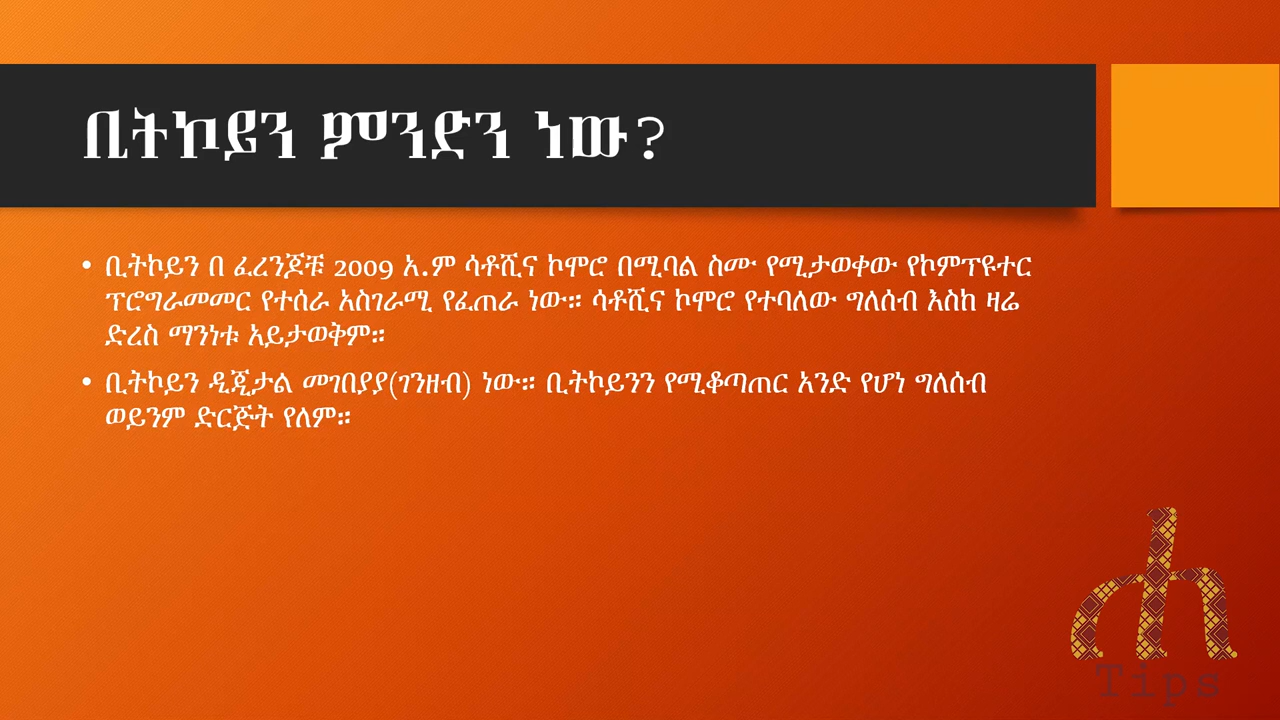 ቢትኮይን ምንድን ነው?
• ቢትኮይን በ ፈረንጆቹ 2009 አ.ም ሳቶሺና ኮሞሮ በሚባል ስሙ የሚታወቀው የኮምፕዩተር
ፕሮግራመመር የተሰራ አስገራሚ የፈጠራ ነው። ሳቶሺና ኮሞሮ የተባለው ግለሰብ እስከ ዛሬ
ድረስ ማንነቱ አይታወቅም።
• ቢትኮይን ዲጂታል መገበያያ(ገንዘብ) ነው። ቢትኮይንን የሚቆጣጠር አንድ የሆነ ግለሰብ
ወይንም ድርጅት የለም።
ሐ
Tips